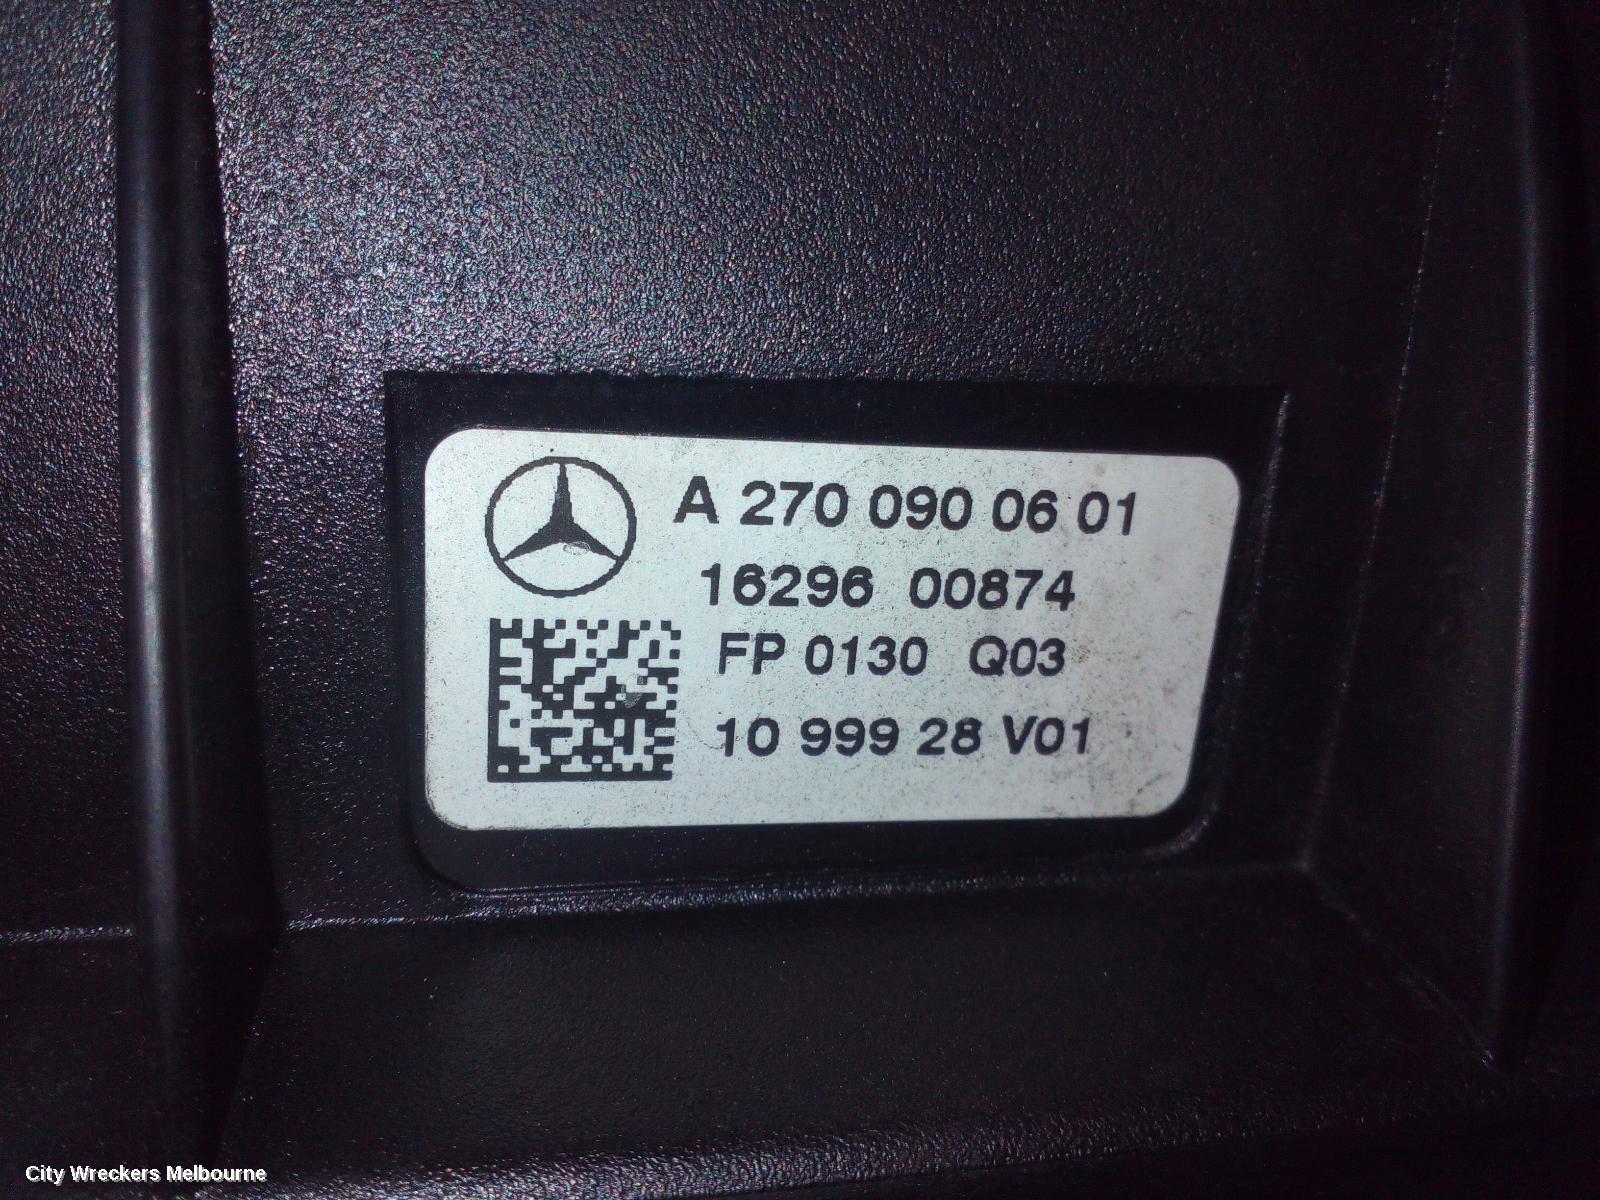 A 270 090 06 01
16296 00874
FP 0130 Q03
10 999 28 V01
City Wreckers Melbourne